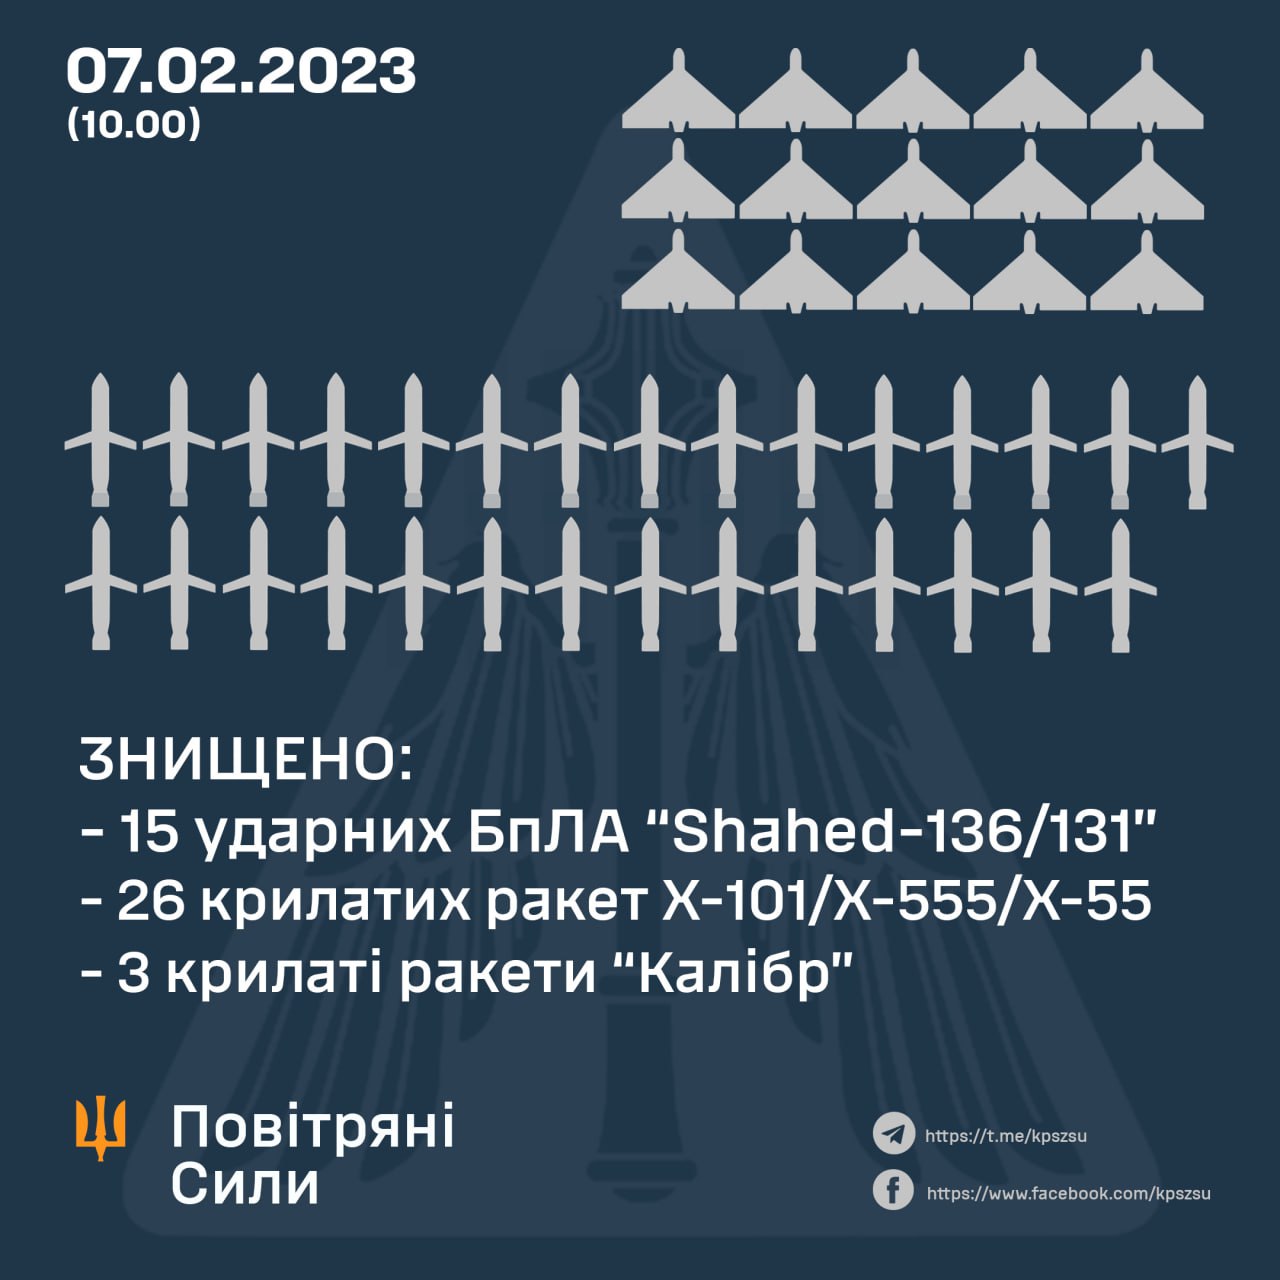 07.02.2023
(10.00)
ЗНИЩЕНО:
- 15 ударних БпЛА “Shahed-136/131”
- 26 крилатих ракет Х-101/Х-555/Х-55
- 3 крилаті ракети “Калібр”
Повітряні
Сили
https://t.me/kpszsu
https://www.facebook.com/kpszsu